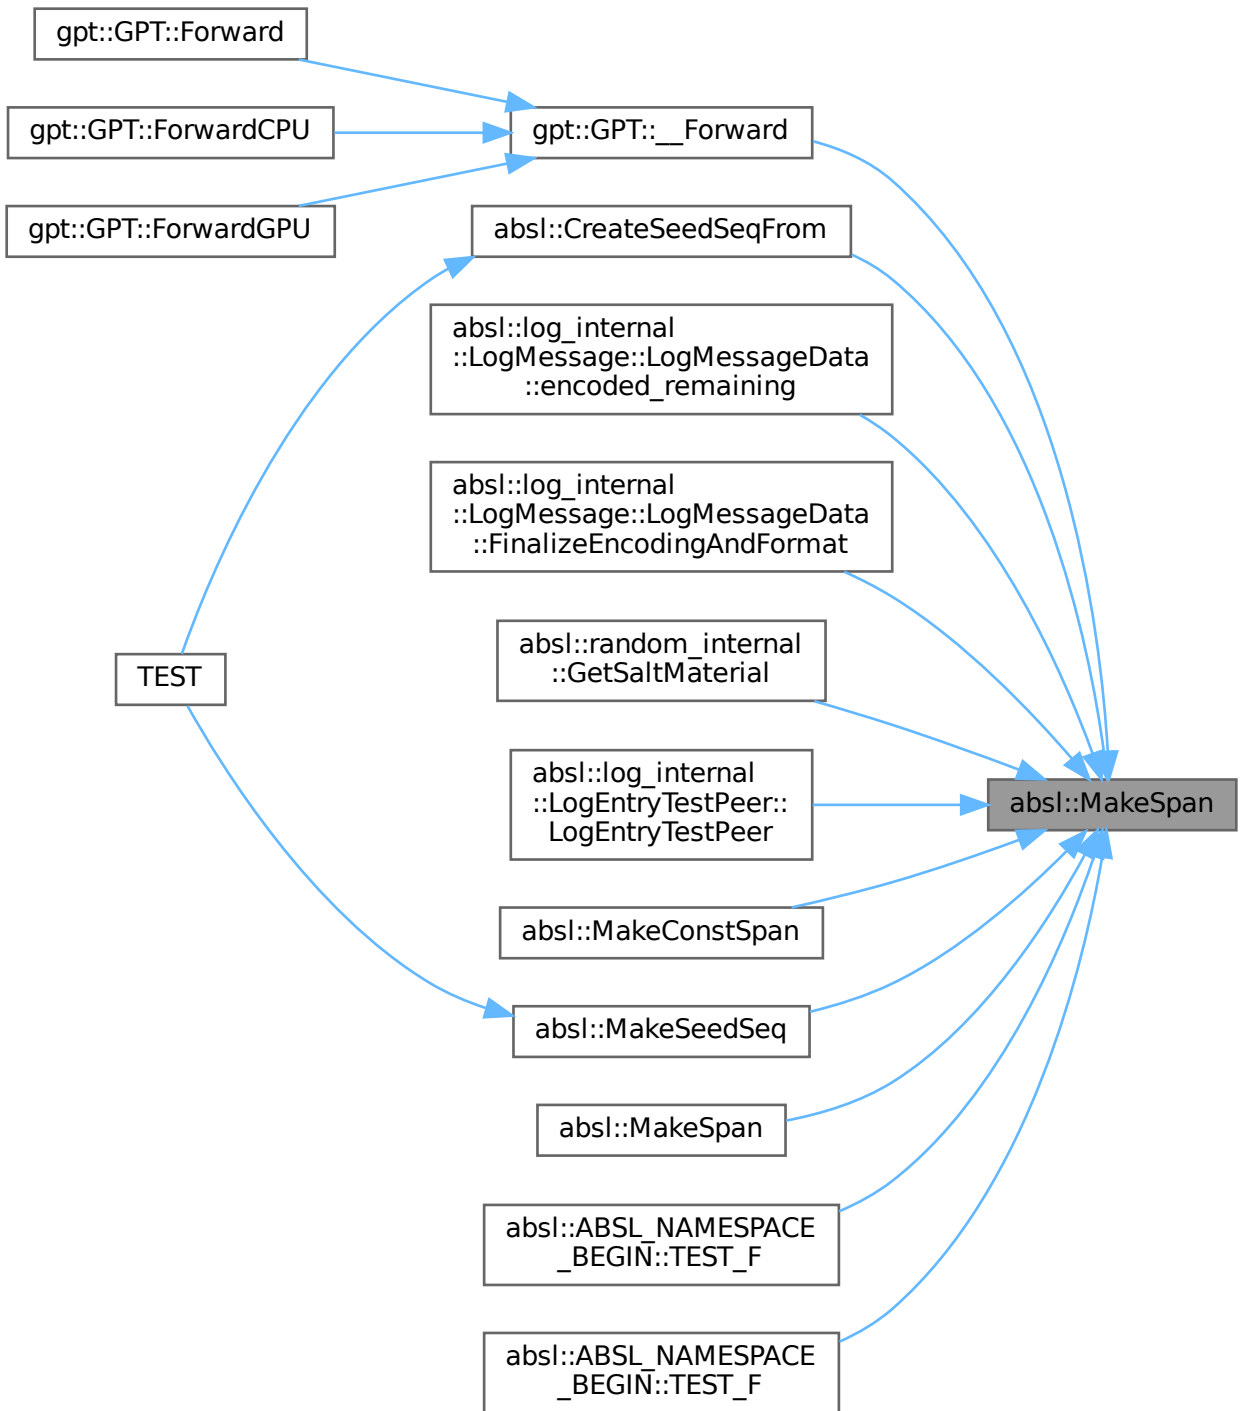 gpt::GPT::Forward
gpt::GPT::ForwardCPU
gpt::GPT::__Forward
gpt::GPT::ForwardGPU
absl::CreateSeedSeqFrom
absl::log_internal
::LogMessage::LogMessageData
::encoded_remaining
absl::log_internal
::LogMessage::LogMessageData
::FinalizeEncodingAndFormat
absl::random_internal
::GetSaltMaterial
TEST
absl::log_internal
::LogEntryTestPeer::
LogEntryTestPeer
absl::MakeSpan
absl::MakeConstSpan
absl::MakeSeedSeq
absl::MakeSpan
absl::ABSL_NAMESPACE
_BEGIN::TEST_F
absl::ABSL_NAMESPACE
_BEGIN::TEST_F